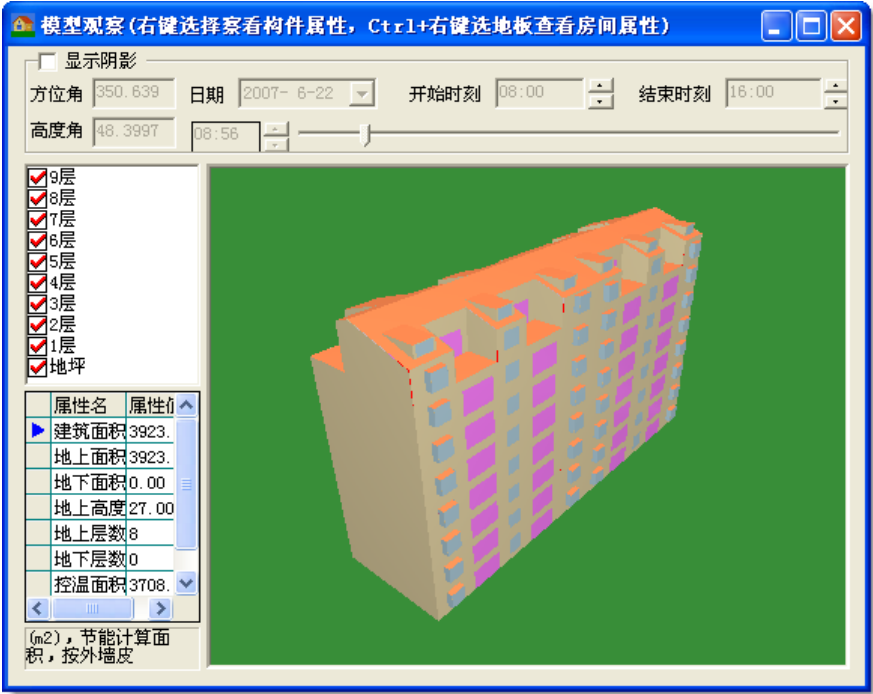 模型观察(右键选择察看构件属性，Ctrl+右键选地板查看房间属性)
显示阴影
方位角 350.639 日期 2007- 6-22 开始时刻 08:00 结束时刻 16:00
高度角 48.3997 08:56
9层
8层
7层
6层
5层
4层
3层
2层
1层
地坪
属性名 属性值
建筑面积 3923.
地上面积 3923.
地下面积 0.00
地上高度 27.00
地上层数 8
地下层数 0
控温面积 3708.
(m2)，节能计算面
积，按外墙皮